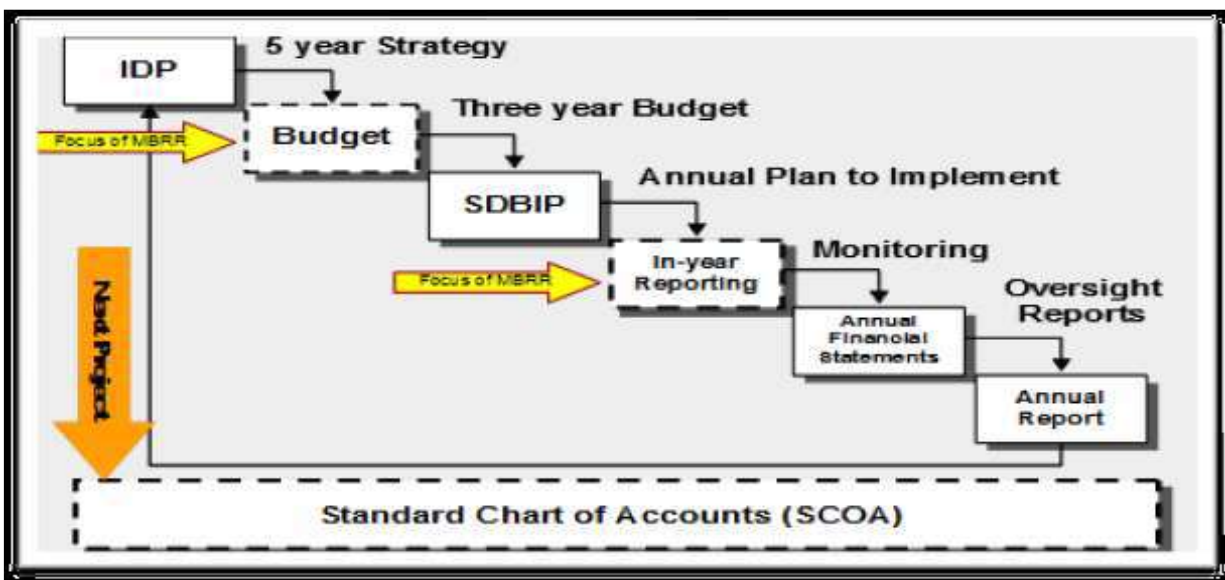 5 year Strategy
IDP
Three year Budget
Focus of MBRR
Budget
Annual Plan to Implement
SDBIP
Monitoring
Focus of MBRR
In-year
Reporting
Oversight
Reports
Annual
Financial
Statements
Next Project
Annual
Report
Standard Chart of Accounts (SCOA)